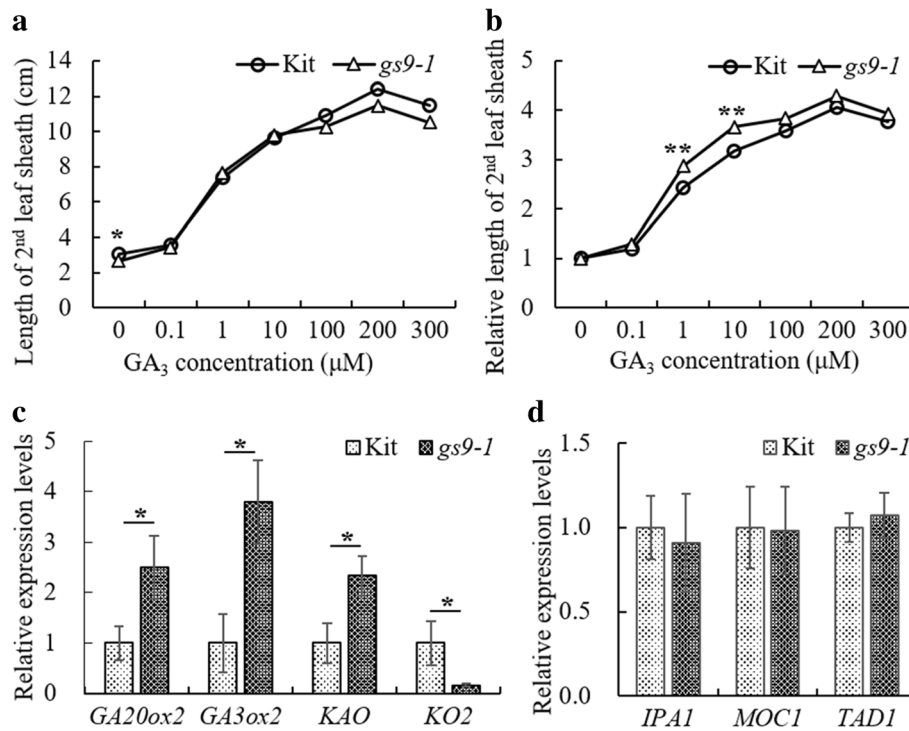 a
Length of 2nd leaf sheath (cm)
14
12
10
8
6
4
2
0
Kit
gs9-1
*
0 0.1 1 10 100 200 300
GA3 concentration (μM)
b
Relative length of 2nd leaf sheath
5
4
3
2
1
0
Kit
gs9-1
**
**
0 0.1 1 10 100 200 300
GA3 concentration (μM)
c
Relative expression levels
5
4
3
2
1
0
Kit
gs9-1
*
*
*
*
GA20ox2 GA3ox2 KAO KO2
d
Relative expression levels
1.5
1.0
0.5
0.0
Kit
gs9-1
IPA1 MOC1 TAD1